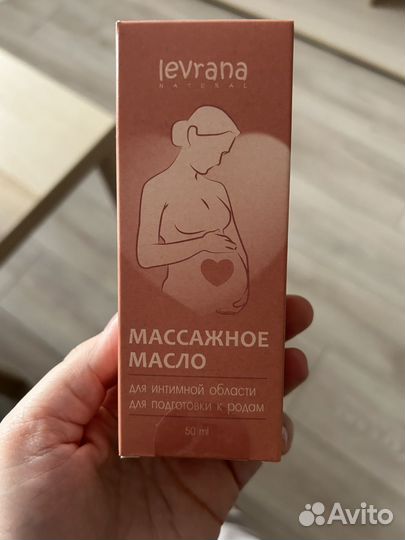 levrana
NATURAL
МАССАЖНОЕ
МАСЛО
для интимной области
для подготовки к родам
50 ml
Avito